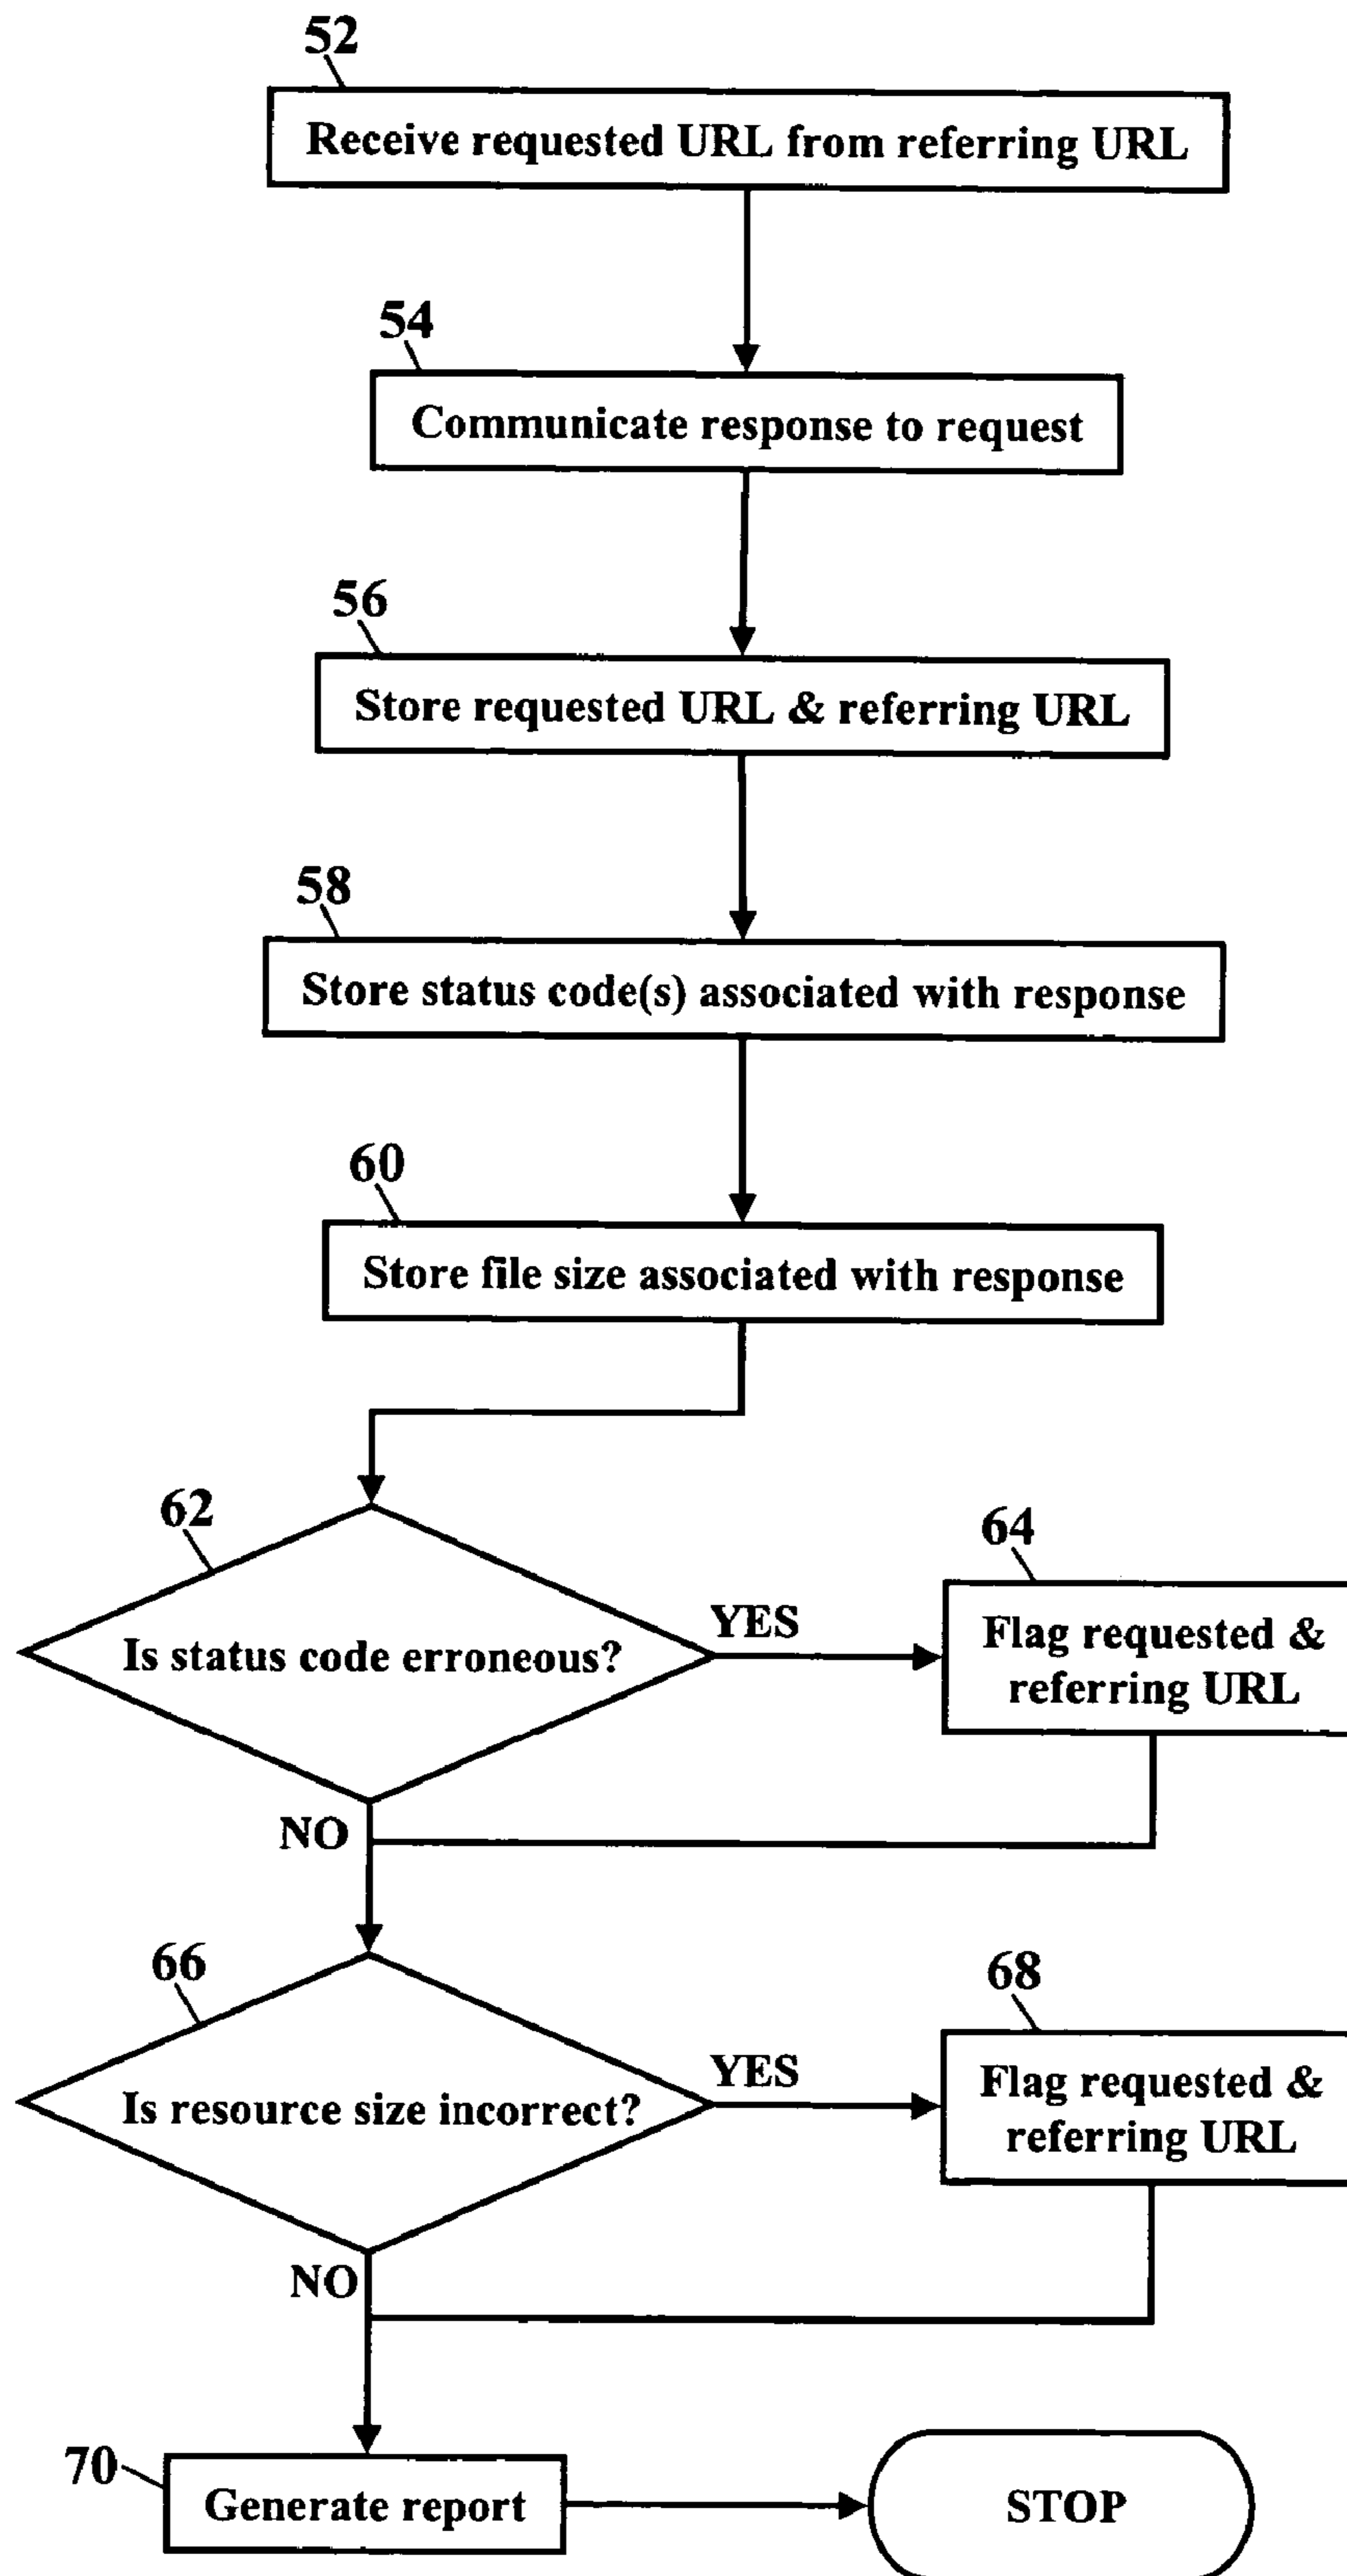 52
Receive requested URL from referring URL
54
Communicate response to request
56
Store requested URL & referring URL
58
Store status code(s) associated with response
60
Store file size associated with response
62
Is status code erroneous?
YES
64
Flag requested &
referring URL
NO
66
Is resource size incorrect?
YES
68
Flag requested &
referring URL
NO
70
Generate report
STOP